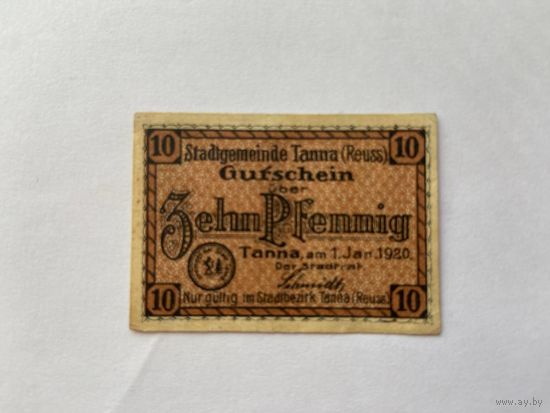 10 10
Stadtgemeinde Tanna (Reuss)
Gutschein
über
Zehn Pfennig
Tanna, am 1. Jan. 1920.
Der Stadtrat
Schmidt
Nur gültig im Stadtbezirk Tanna (Reuss)
10 10
www.ay.by